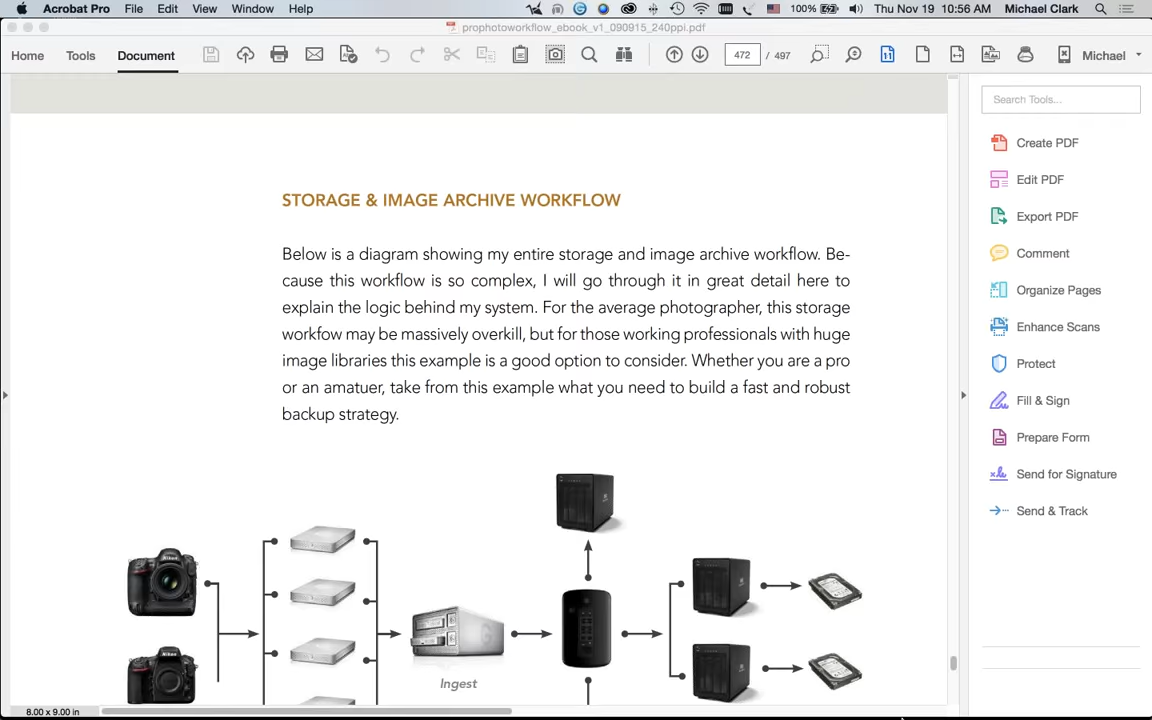 Acrobat Pro File Edit View Window Help 100% Thu Nov 19 10:56 AM Michael Clark
prophotoworkflow_ebook_v1_090915_240ppi.pdf
Home Tools Document 472 / 497 Michael
Search Tools...
Create PDF
Edit PDF
Export PDF
Comment
Organize Pages
Enhance Scans
Protect
Fill & Sign
Prepare Form
Send for Signature
Send & Track
STORAGE & IMAGE ARCHIVE WORKFLOW
Below is a diagram showing my entire storage and image archive workflow. Be-
cause this workflow is so complex, I will go through it in great detail here to
explain the logic behind my system. For the average photographer, this storage
workfow may be massively overkill, but for those working professionals with huge
image libraries this example is a good option to consider. Whether you are a pro
or an amatuer, take from this example what you need to build a fast and robust
backup strategy.
Nikon
Nikon
Ingest
8.00 x 9.00 in